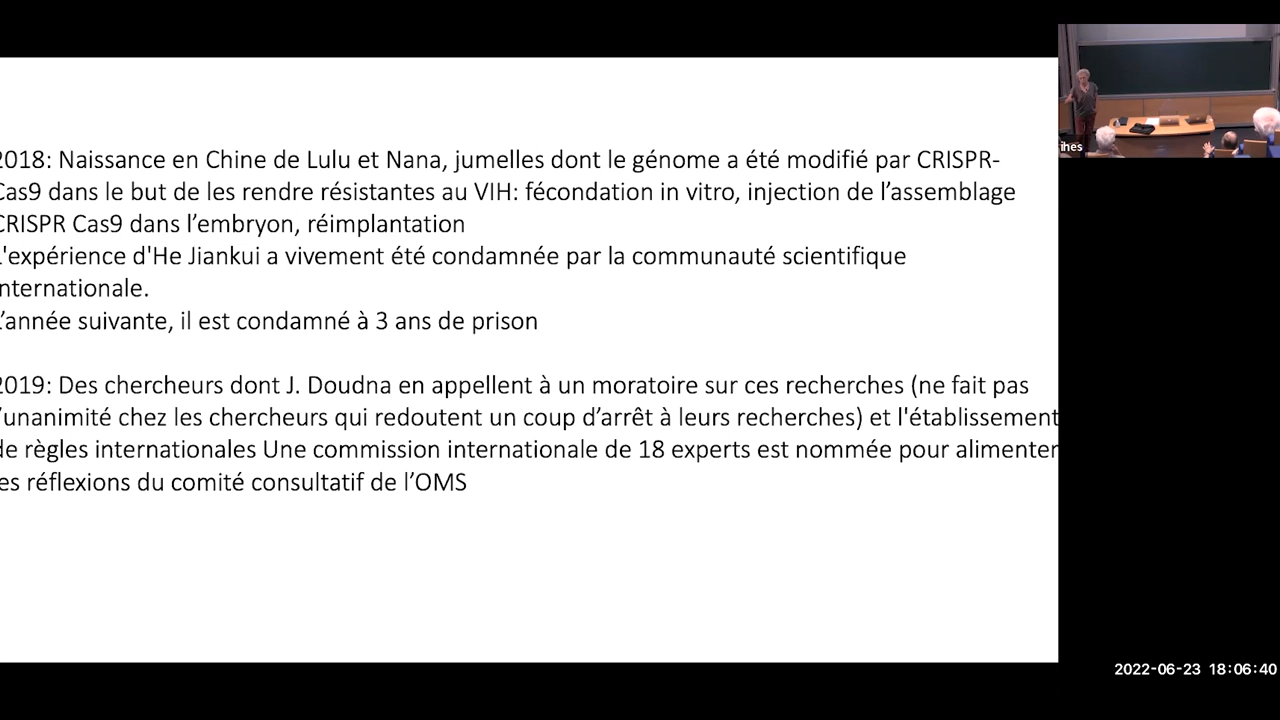 2018: Naissance en Chine de Lulu et Nana, jumelles dont le génome a été modifié par CRISPR-
Cas9 dans le but de les rendre résistantes au VIH: fécondation in vitro, injection de l’assemblage
CRISPR Cas9 dans l’embryon, réimplantation
L'expérience d'He Jiankui a vivement été condamnée par la communauté scientifique
internationale.
L’année suivante, il est condamné à 3 ans de prison
2019: Des chercheurs dont J. Doudna en appellent à un moratoire sur ces recherches (ne fait pas
l’unanimité chez les chercheurs qui redoutent un coup d’arrêt à leurs recherches) et l'établissement
de règles internationales Une commission internationale de 18 experts est nommée pour alimenter
les réflexions du comité consultatif de l’OMS
ihes
2022-06-23 18:06:40